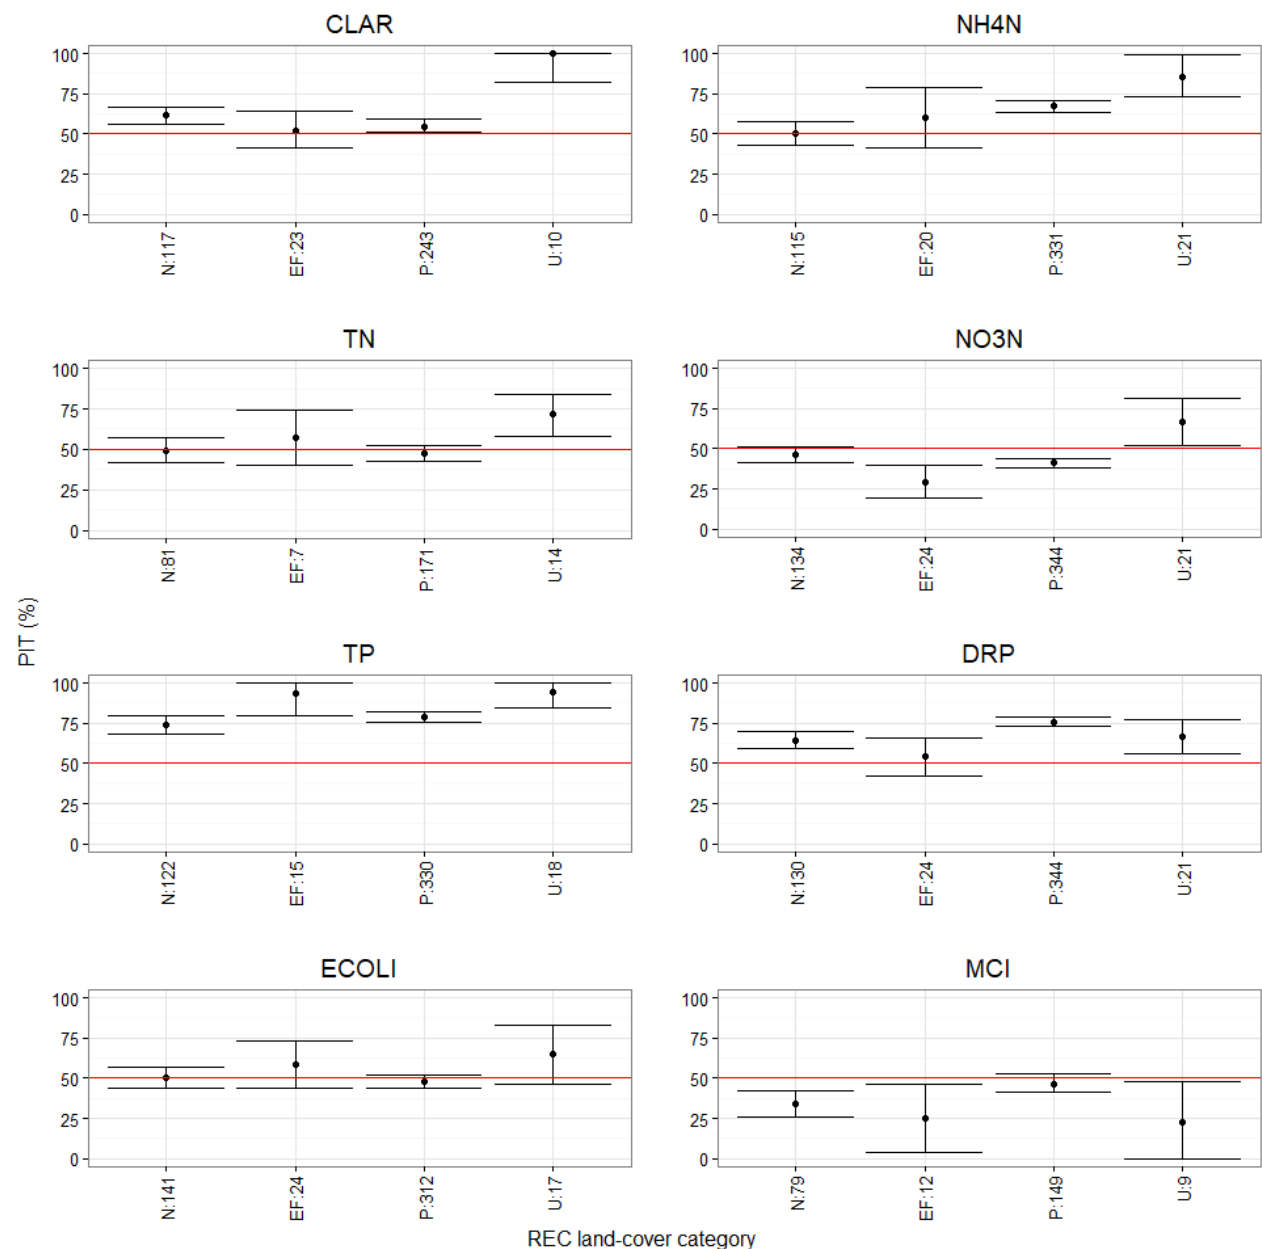 CLAR
100
75
50
25
0
N:117
EF:23
P:243
U:10
NH4N
100
75
50
25
0
N:115
EF:20
P:331
U:21
TN
100
75
50
25
0
N:81
EF:7
P:171
U:14
NO3N
100
75
50
25
0
N:134
EF:24
P:344
U:21
PIT (%)
TP
100
75
50
25
0
N:122
EF:15
P:330
U:18
DRP
100
75
50
25
0
N:130
EF:24
P:344
U:21
ECOLI
100
75
50
25
0
N:141
EF:24
P:312
U:17
MCI
100
75
50
25
0
N:79
EF:12
P:149
U:9
REC land-cover category